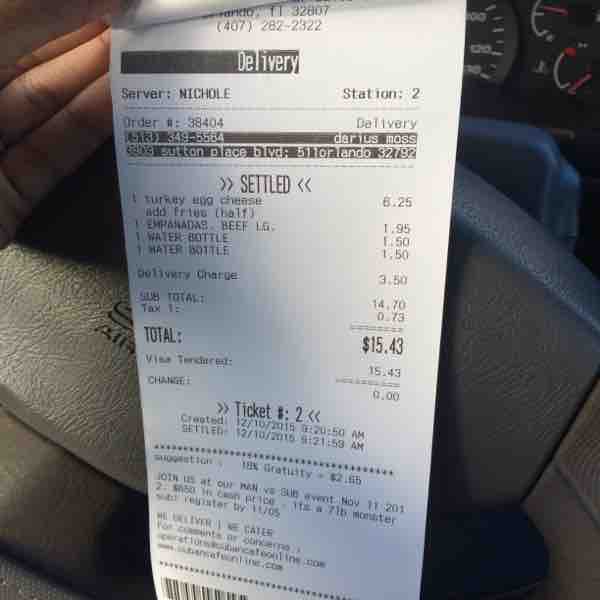 orlando, fl 32807
(407) 282-2322
Delivery
Server: NICHOLE Station: 2
Order #: 38404 Delivery
(513) 349-5564 darius moss
3903 sutton place blvd; 511orlando 32792
>> SETTLED <<
1 turkey egg cheese 6.25
add fries (half)
1 EMPANADAS. BEEF LG. 1.95
1 WATER BOTTLE 1.50
1 WATER BOTTLE 1.50
Delivery Charge 3.50
SUB TOTAL: 14.70
Tax 1: 0.73
TOTAL: $15.43
Visa Tendered: 15.43
CHANGE: 0.00
>> Ticket #: 2 <<
Created: 12/10/2015 9:20:50 AM
SETTLED: 12/10/2015 9:21:59 AM
****************************************
suggestion : 18% Gratuity = $2.65
****************************************
JOIN US at our MAN vs SUB event Nov 11 201
2: $650 in cash price - its a 7lb monster
sub! register by 11/05
WE DELIVER | WE CATER
For comments or concerns :
operations@cubancafeonline.com
www.cubancafeonline.com
****************************************
120